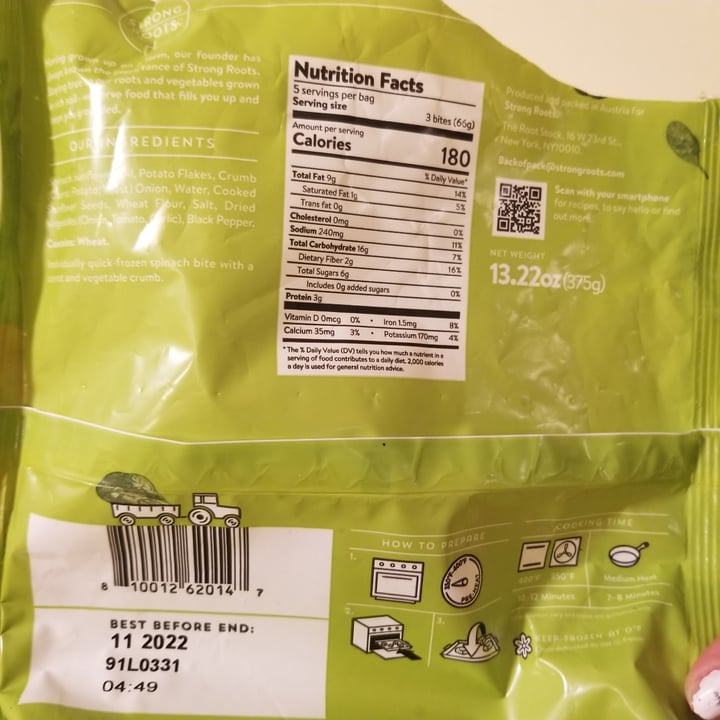 STRONG
ROOTS
our founder has
of Strong Roots.
roots and vegetables grown
serve food that fills you up and
OUR INGREDIENTS
Potato Flakes, Crumb
Onion, Water, Cooked
Seeds, Wheat Flour, Salt, Dried
Black Pepper.
Contains: Wheat.
quick-frozen spinach bite with a
and vegetable crumb.
Nutrition Facts
5 servings per bag
Serving size 3 bites (66g)
Amount per serving
Calories 180
% Daily Value*
Total Fat 9g 14%
Saturated Fat 1g 5%
Trans fat 0g
Cholesterol 0mg 0%
Sodium 240mg 11%
Total Carbohydrate 16g 7%
Dietary Fiber 2g 16%
Total Sugars 6g
Includes 0g added sugars 0%
Protein 3g
Vitamin D 0mcg 0% • Iron 1.5mg 8%
Calcium 35mg 3% • Potassium 170mg 4%
* The % Daily Value (DV) tells you how much a nutrient in a
serving of food contributes to a daily diet. 2,000 calories
a day is used for general nutrition advice.
Produced and packed in Austria for
Strong Roots.
The Root Stock, 16 W 23rd St.,
New York, NY10010.
Backofpack@strongroots.com
Scan with your smartphone
for recipes, to say hello or find
out more.
NET WEIGHT
13.22oz (375g)
8 10012 62014 7
BEST BEFORE END:
11 2022
91L0331
04:49
HOW TO PREPARE
1.
350°F-400°F
PRE-HEAT
2.
3.
COOKING TIME
400°F 350°F
10-12 Minutes
Medium Heat
7-8 Minutes
KEEP FROZEN AT 0°F